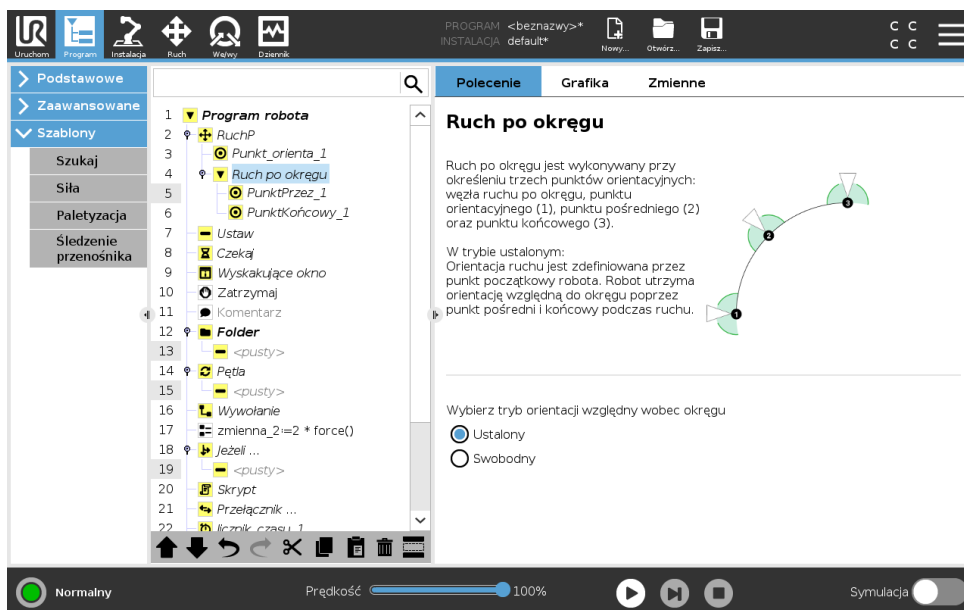 UR
Uruchom
Program
Instalacja
Ruch
We/wy
Dziennik
PROGRAM <beznazwy>*
INSTALACJA default*
Nowy...
Otwórz...
Zapisz...
C C
C C
Podstawowe
Zaawansowane
Szablony
Szukaj
Siła
Paletyzacja
Śledzenie
przenośnika
1 Program robota
2 RuchP
3 Punkt_orienta_1
4 Ruch po okręgu
5 PunktPrzez_1
6 PunktKońcowy_1
7 Ustaw
8 Czekaj
9 Wyskakujące okno
10 Zatrzymaj
11 Komentarz
12 Folder
13 <pusty>
14 Pętla
15 <pusty>
16 Wywołanie
17 zmienna_2:=2 * force()
18 Jeżeli ...
19 <pusty>
20 Skrypt
21 Przełącznik ...
22 licznik_czasu_1
Polecenie
Grafika
Zmienne
Ruch po okręgu
Ruch po okręgu jest wykonywany przy
określeniu trzech punktów orientacyjnych:
węzła ruchu po okręgu, punktu
orientacyjnego (1), punktu pośredniego (2)
oraz punktu końcowego (3).
W trybie ustalonym:
Orientacja ruchu jest zdefiniowana przez
punkt początkowy robota. Robot utrzyma
orientację względną do okręgu poprzez
punkt pośredni i końcowy podczas ruchu.
3
2
1
Wybierz tryb orientacji względny wobec okręgu
Ustalony
Swobodny
Normalny
Prędkość
100%
Symulacja